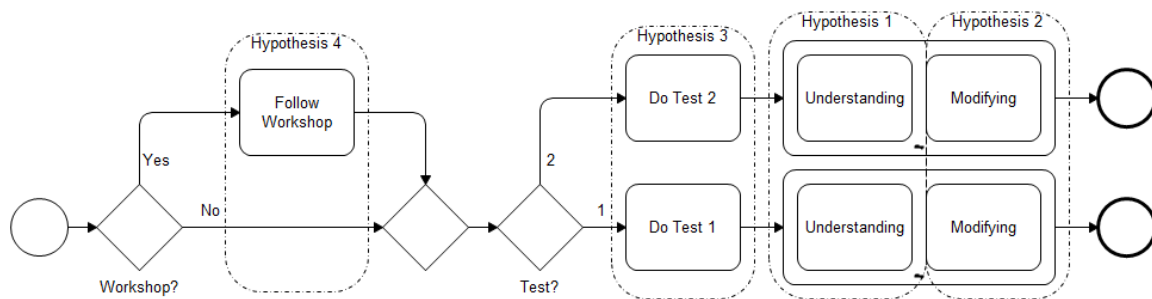 Hypothesis 4
Hypothesis 3
Hypothesis 1
Hypothesis 2
Follow
Workshop
Do Test 2
Understanding
Modifying
Yes
2
No
1
Do Test 1
Understanding
Modifying
Workshop?
Test?